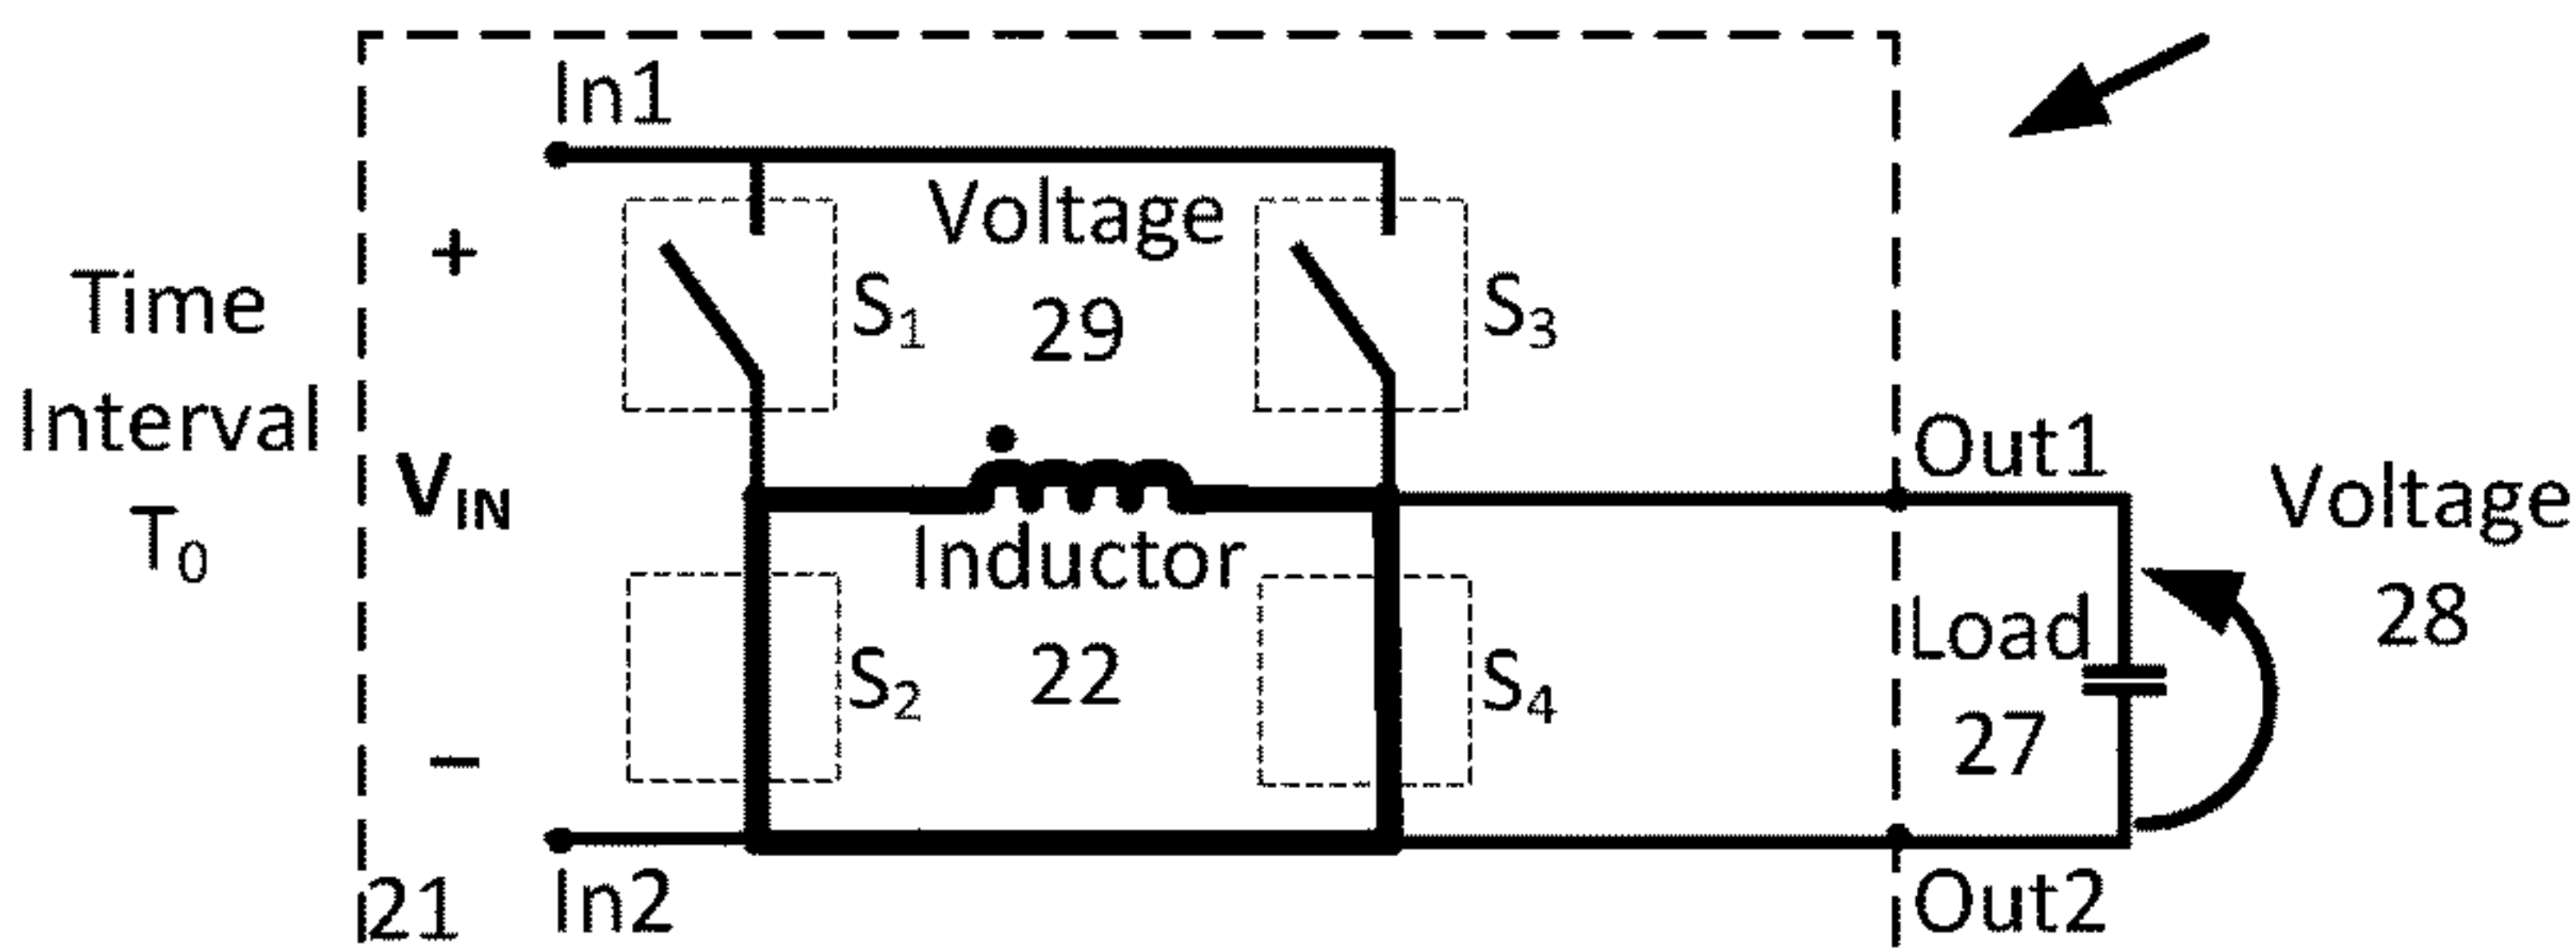 In1
Time
Interval
T₀
+
V_IN
–
Voltage
29
S₁
S₃
Inductor
22
S₂
S₄
Out1
Voltage
28
Load
27
21
In2
Out2